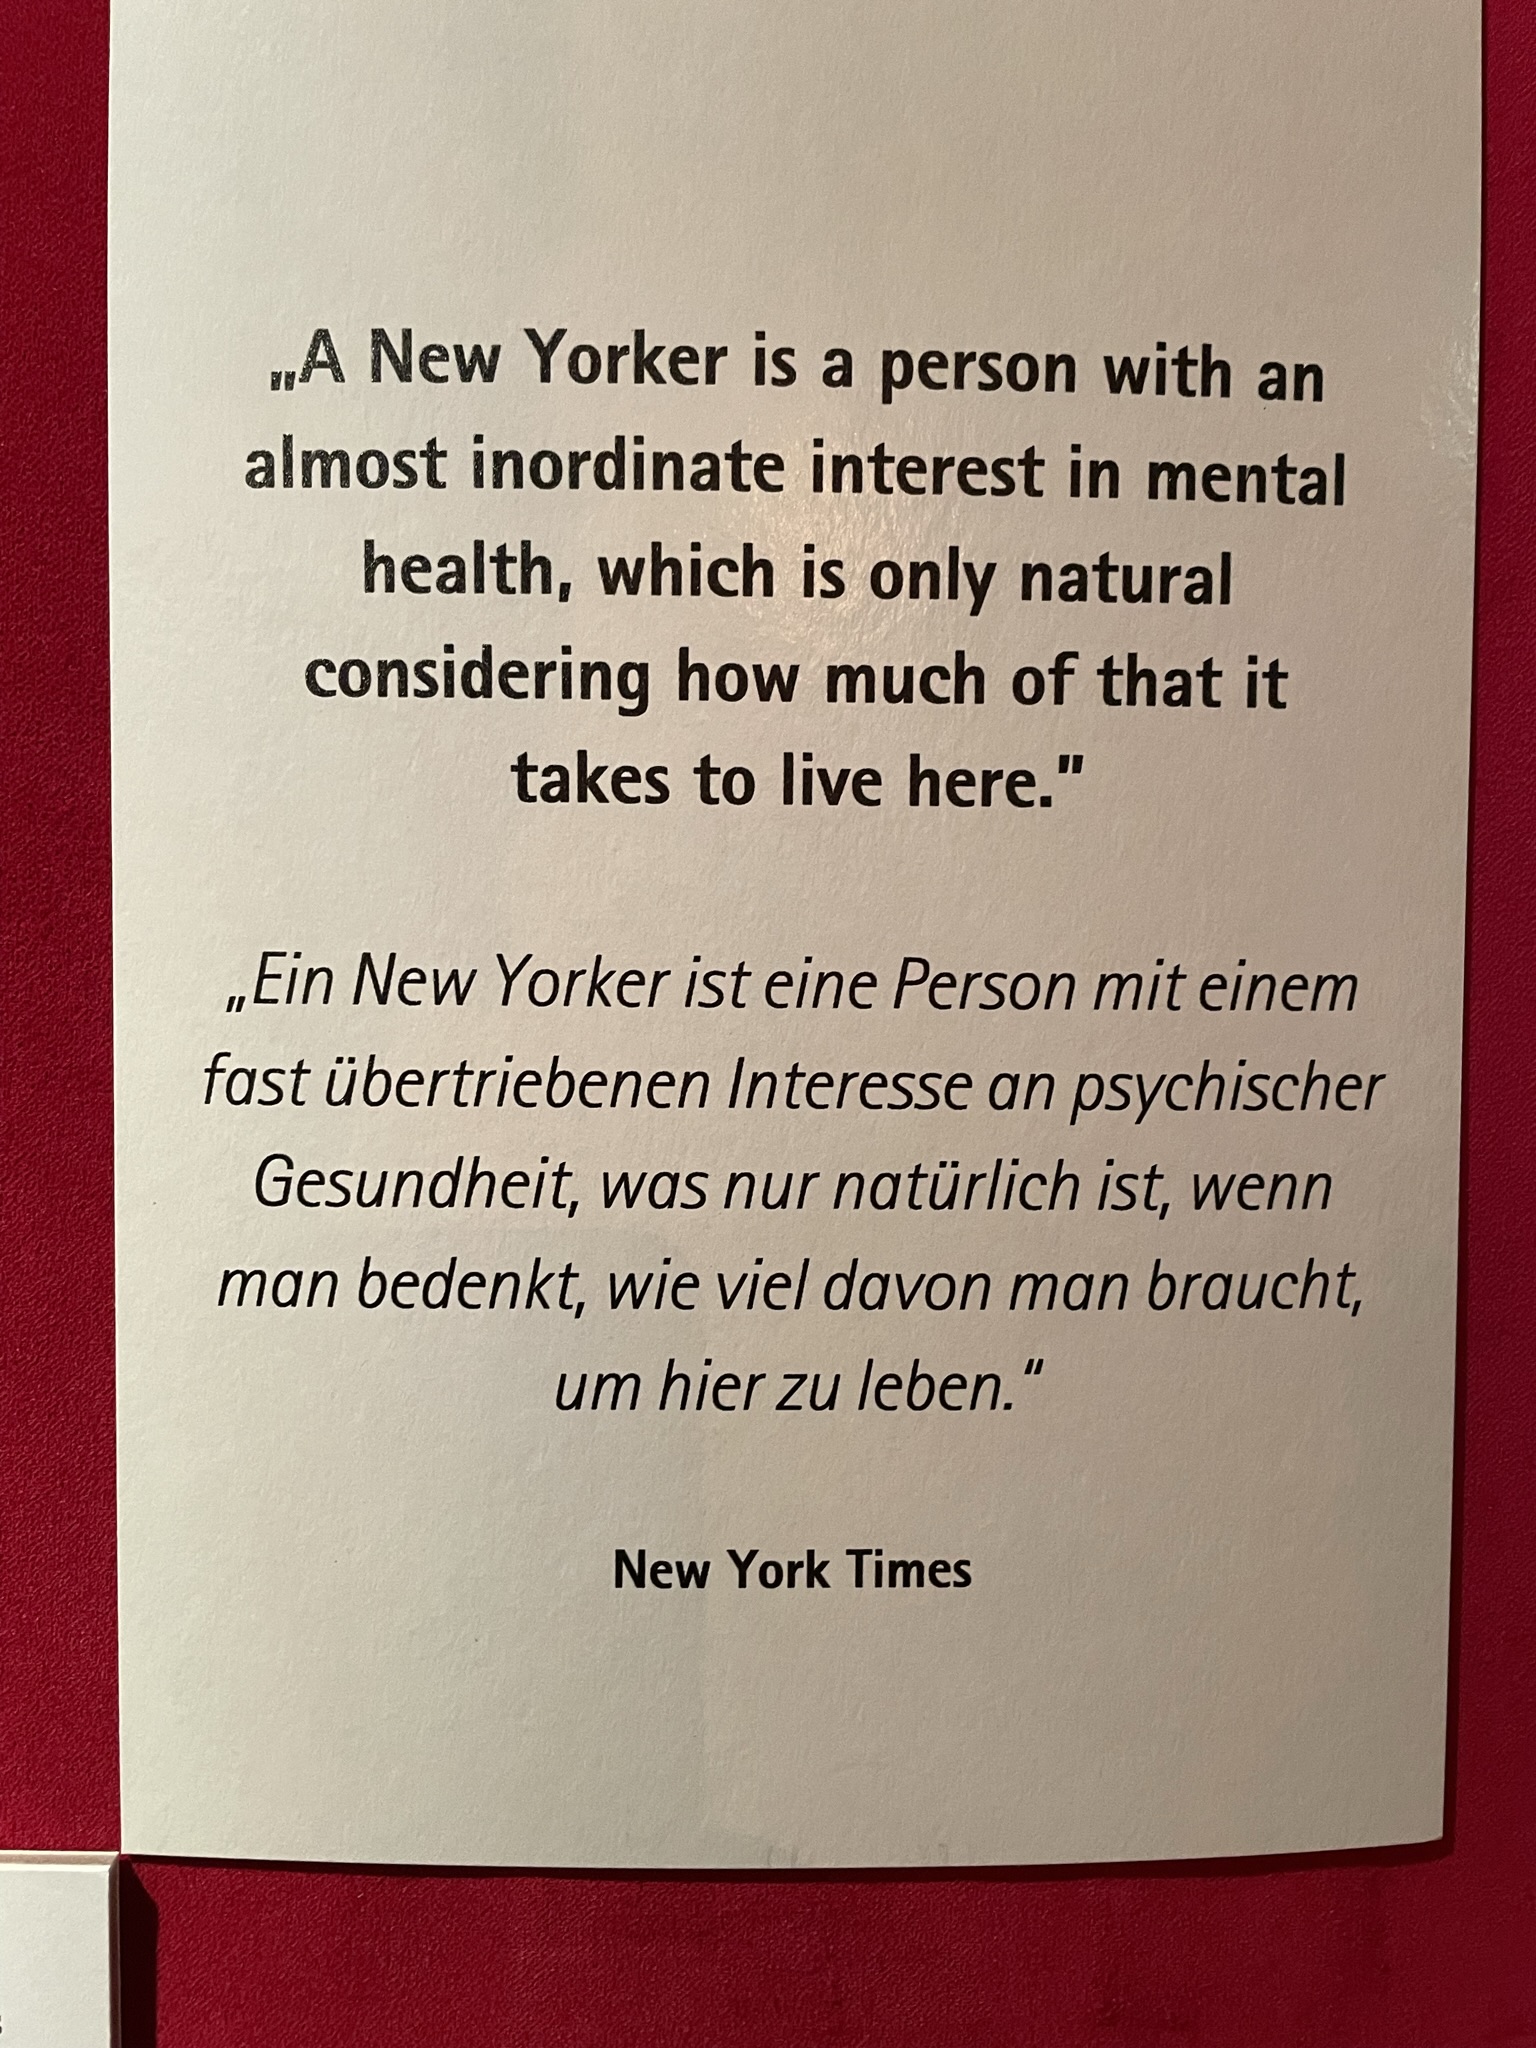 „A New Yorker is a person with an
almost inordinate interest in mental
health, which is only natural
considering how much of that it
takes to live here."
„Ein New Yorker ist eine Person mit einem
fast übertriebenen Interesse an psychischer
Gesundheit, was nur natürlich ist, wenn
man bedenkt, wie viel davon man braucht,
um hier zu leben.“
New York Times